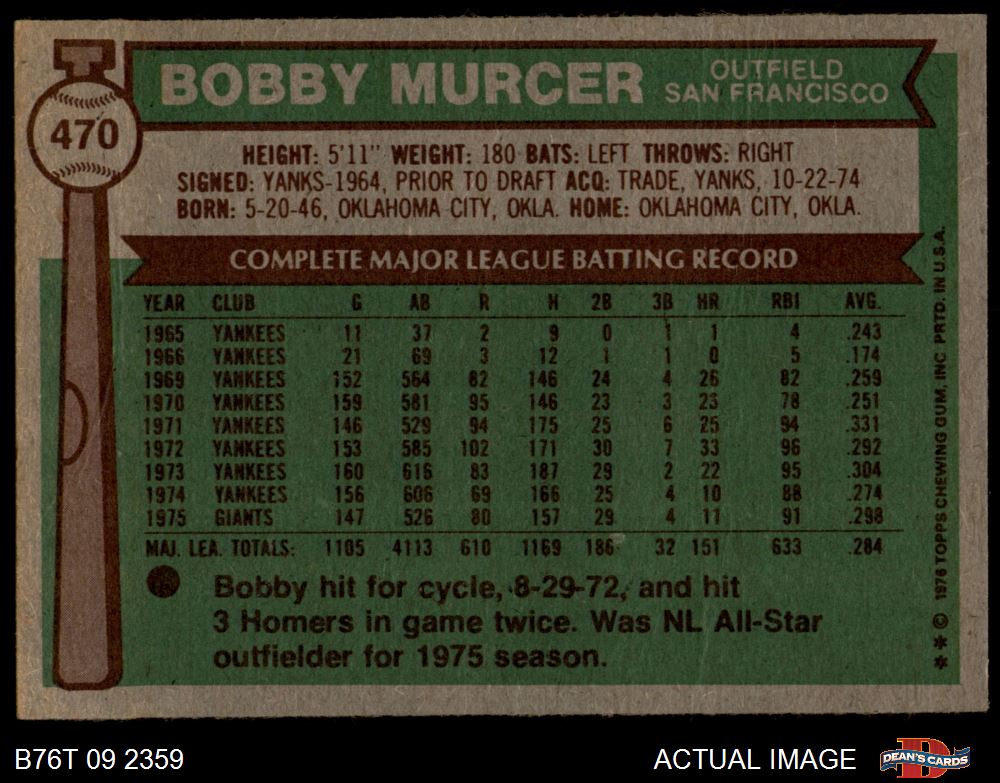 T
470
BOBBY MURCER
OUTFIELD
SAN FRANCISCO
HEIGHT: 5'11" WEIGHT: 180 BATS: LEFT THROWS: RIGHT
SIGNED: YANKS-1964, PRIOR TO DRAFT ACQ: TRADE, YANKS, 10-22-74
BORN: 5-20-46, OKLAHOMA CITY, OKLA. HOME: OKLAHOMA CITY, OKLA.
COMPLETE MAJOR LEAGUE BATTING RECORD
YEAR CLUB G AB R H 2B 3B HR RBI AVG.
1965 YANKEES 11 37 2 9 0 1 1 4 .243
1966 YANKEES 21 69 3 12 1 1 0 5 .174
1969 YANKEES 152 564 82 146 24 4 26 82 .259
1970 YANKEES 159 581 95 146 23 3 23 78 .251
1971 YANKEES 146 529 94 175 25 6 25 94 .331
1972 YANKEES 153 585 102 171 30 7 33 96 .292
1973 YANKEES 160 616 83 187 29 2 22 95 .304
1974 YANKEES 156 606 69 166 25 4 10 88 .274
1975 GIANTS 147 526 80 157 29 4 11 91 .298
MAJ. LEA. TOTALS: 1105 4113 610 1169 186 32 151 633 .284
Bobby hit for cycle, 8-29-72, and hit
3 Homers in game twice. Was NL All-Star
outfielder for 1975 season.
* * © 1976 TOPPS CHEWING GUM, INC. PRTD. IN U.S.A.
B76T 09 2359
ACTUAL IMAGE
D
DEAN'S CARDS